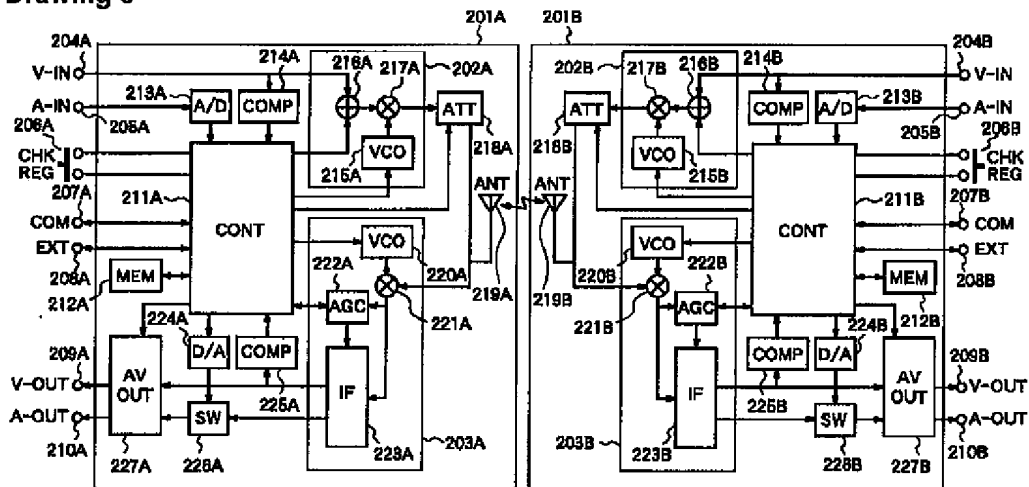 201A 201B
204A 214A 216A 217A 202A 202B 217B 216B 214B 204B
V-IN V-IN
213A A/D COMP ATT ATT COMP A/D 213B
A-IN A-IN
205A 205B
206A 218A 218B 206B
CHK VCO VCO CHK
REG 215A 215B REG
207A 211A ANT ANT 211B 207B
COM CONT CONT COM
EXT VCO VCO EXT
208A MEM 222A 220A 219A 219B 220B 222B MEM 208B
212A AGC 221A 221B AGC 212B
224A 224B
209A D/A COMP COMP D/A 209B
V-OUT AV OUT IF IF AV OUT V-OUT
225A 225B
A-OUT SW SW A-OUT
210A 203A 203B 210B
227A 226A 223A 223B 226B 227B